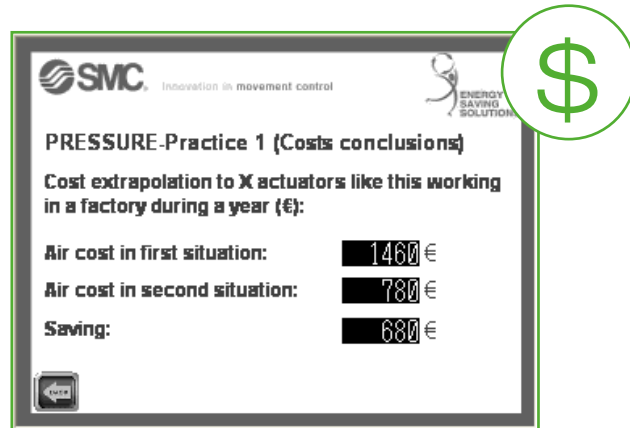 $
SMC. Innovation in movement control
ENERGY
SAVING
SOLUTION
PRESSURE-Practice 1 (Costs conclusions)
Cost extrapolation to X actuators like this working
in a factory during a year (€):
Air cost in first situation: 1460 €
Air cost in second situation: 780 €
Saving: 680 €